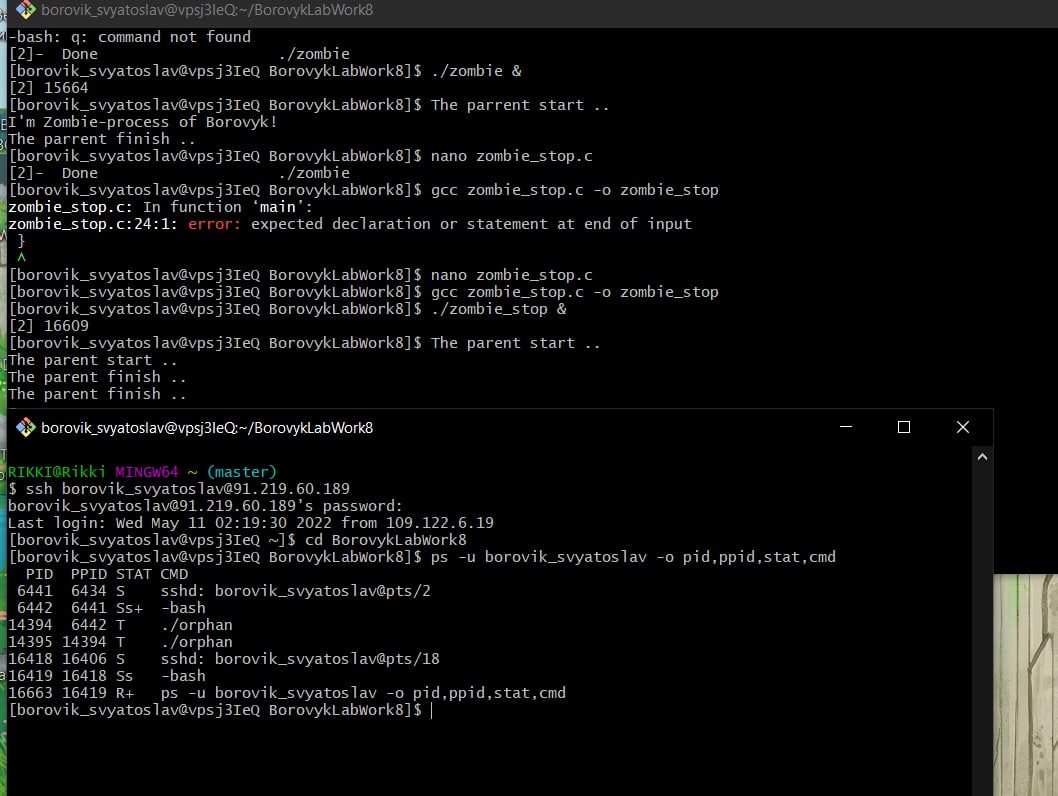 borovik_svyatoslav@vpsj3IeQ:~/BorovykLabWork8
-bash: q: command not found
[2]-  Done                    ./zombie
[borovik_svyatoslav@vpsj3IeQ BorovykLabWork8]$ ./zombie &
[2] 15664
[borovik_svyatoslav@vpsj3IeQ BorovykLabWork8]$ The parrent start ..
I'm Zombie-process of Borovyk!
The parrent finish ..
[borovik_svyatoslav@vpsj3IeQ BorovykLabWork8]$ nano zombie_stop.c
[2]-  Done                    ./zombie
[borovik_svyatoslav@vpsj3IeQ BorovykLabWork8]$ gcc zombie_stop.c -o zombie_stop
zombie_stop.c: In function ‘main’:
zombie_stop.c:24:1: error: expected declaration or statement at end of input
 }
 ^
[borovik_svyatoslav@vpsj3IeQ BorovykLabWork8]$ nano zombie_stop.c
[borovik_svyatoslav@vpsj3IeQ BorovykLabWork8]$ gcc zombie_stop.c -o zombie_stop
[borovik_svyatoslav@vpsj3IeQ BorovykLabWork8]$ ./zombie_stop &
[2] 16609
[borovik_svyatoslav@vpsj3IeQ BorovykLabWork8]$ The parent start ..
The parent start ..
The parent finish ..
The parent finish ..
borovik_svyatoslav@vpsj3IeQ:~/BorovykLabWork8
RIKKI@Rikki MINGW64 ~ (master)
$ ssh borovik_svyatoslav@91.219.60.189
borovik_svyatoslav@91.219.60.189's password:
Last login: Wed May 11 02:19:30 2022 from 109.122.6.19
[borovik_svyatoslav@vpsj3IeQ ~]$ cd BorovykLabWork8
[borovik_svyatoslav@vpsj3IeQ BorovykLabWork8]$ ps -u borovik_svyatoslav -o pid,ppid,stat,cmd
  PID  PPID STAT CMD
 6441  6434 S    sshd: borovik_svyatoslav@pts/2
 6442  6441 Ss+  -bash
14394  6442 T    ./orphan
14395 14394 T    ./orphan
16418 16406 S    sshd: borovik_svyatoslav@pts/18
16419 16418 Ss   -bash
16663 16419 R+   ps -u borovik_svyatoslav -o pid,ppid,stat,cmd
[borovik_svyatoslav@vpsj3IeQ BorovykLabWork8]$